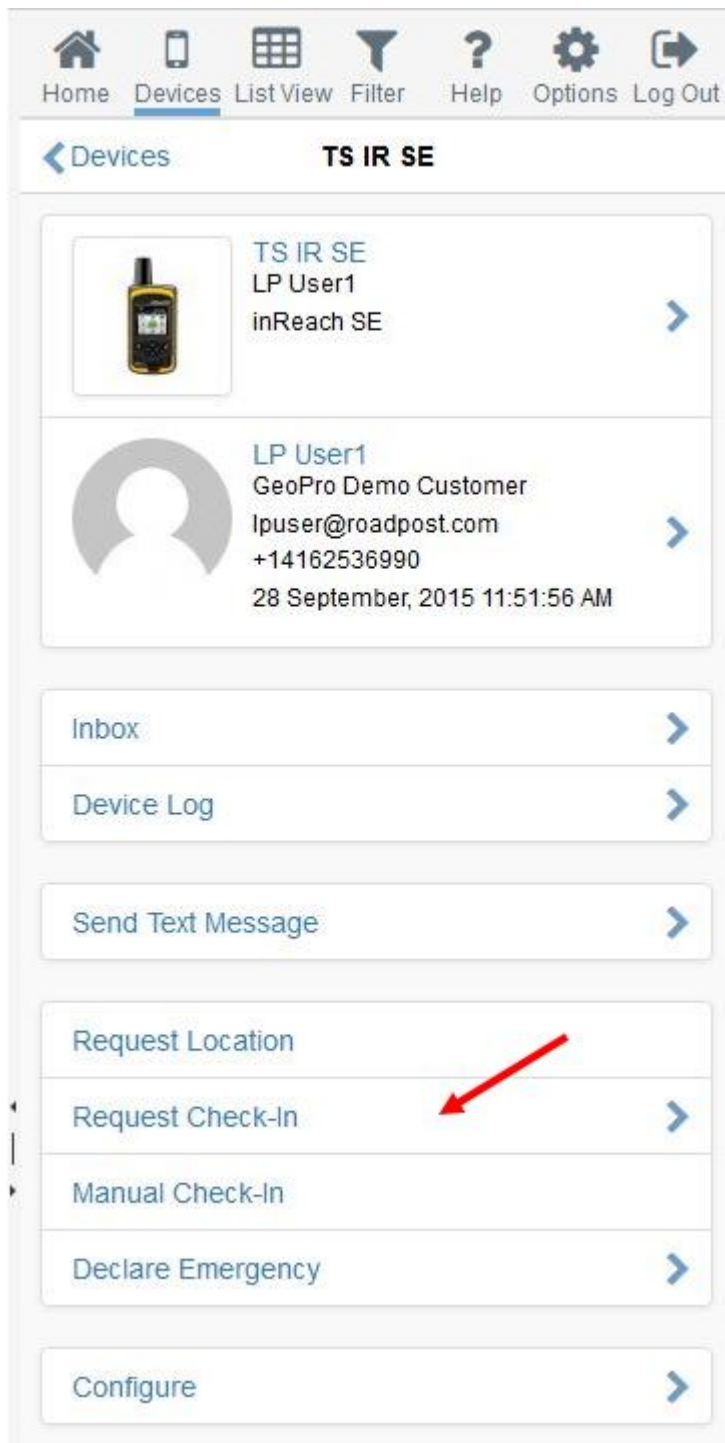 Home Devices List View Filter Help Options Log Out
Devices TS IR SE
TS IR SE
LP User1
inReach SE
LP User1
GeoPro Demo Customer
lpuser@roadpost.com
+14162536990
28 September, 2015 11:51:56 AM
Inbox
Device Log
Send Text Message
Request Location
Request Check-In
Manual Check-In
Declare Emergency
Configure